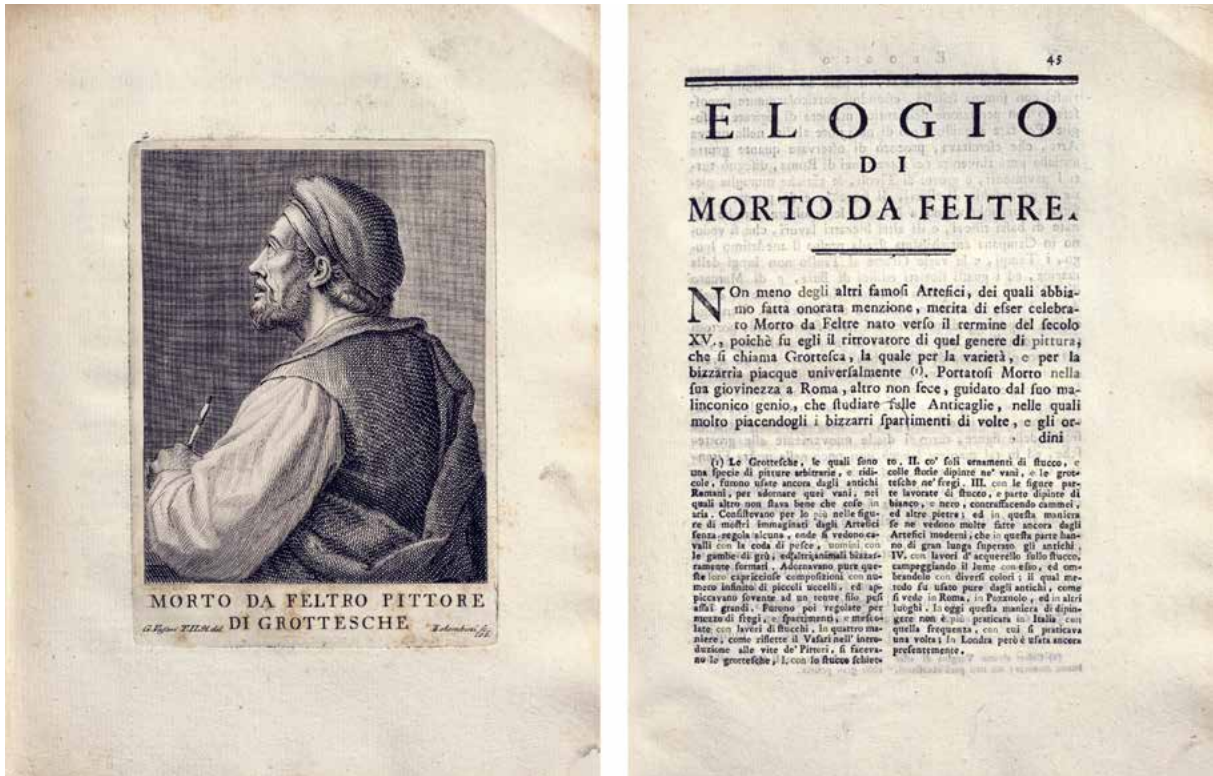 MORTO DA FELTRO PITTORE
DI GROTTESCHE
45
ELOGIO
DI
MORTO DA FELTRE.
NOn meno degli altri famoſi Artefici, dei quali abbia-
mo fatta onorata menzione, merita di eſſer celebra-
to Morto da Feltre nato verſo il termine del ſecolo
XV., poichè fu egli il ritrovatore di quel genere di pittura,
che ſi chiama Grotteſca, la quale per la varietà, e per la
bizzarrìa piacque univerſalmente (1). Portatoſi Morto nella
ſua giovinezza a Roma, altro non fece, guidato dal ſuo ma-
linconico genio, che ſtudiare ſulle Anticaglie, nelle quali
molto piacendogli i bizzarri ſpartimenti di volte, e gli or-
dini
(1) Le Grotteſche, le quali ſono
una ſpecie di pitture arbitrarie, e ridi-
cole, furono uſate ancora dagli antichi
Romani, per adornare quei vani, nei
quali altro non ſtava bene che coſe in
aria. Conſiſtevano per lo più nelle figu-
re di moſtri immaginati dagli Artefici
ſenza regola alcuna, onde ſi vedono ca-
valli con la coda di peſce, uomini con
le gambe di grù, ed altri animali bizzar-
ramente formati. Adornavano pure que-
ſte loro capriccioſe compoſizioni con nu-
mero infinito di piccoli uccelli, ed ap-
piccavano ſovente ad un tenue filo peſi
aſſai grandi. Furono poi regolate per
mezzo di fregi, e ſpartimenti, e meſco-
late con lavori di ſtucchi. In quattro ma-
niere, come riflette il Vaſari nell' intro-
duzione alle vite de' Pittori, ſi faceva-
no le grotteſche, I. con lo ſtucco ſchiet-
to. II. co' ſoli ornamenti di ſtucco, e
colle ſtorie dipinte ne' vani, e le grot-
teſche ne' fregi. III. con le figure par-
te lavorate di ſtucco, e parte dipinte di
bianco, e nero, contraffacendo cammei,
ed altre pietre; ed in queſta maniera
ſe ne vedono molte fatte ancora dagli
Artefici moderni, che in queſta parte han-
no di gran lunga ſuperato gli antichi.
IV. con lavori d' acquerello ſullo ſtucco,
campeggiando il lume con eſſo, ed om-
brandolo con diverſi colori; il qual me-
todo fu uſato pure dagli antichi, come
ſi vede in Roma, in Pozzuolo, ed in altri
luoghi. In oggi queſta maniera di dipin-
gere non è più praticata in Italia con
quella frequenza, con cui ſi praticava
una volta; In Londra però è uſata ancora
preſentemente.